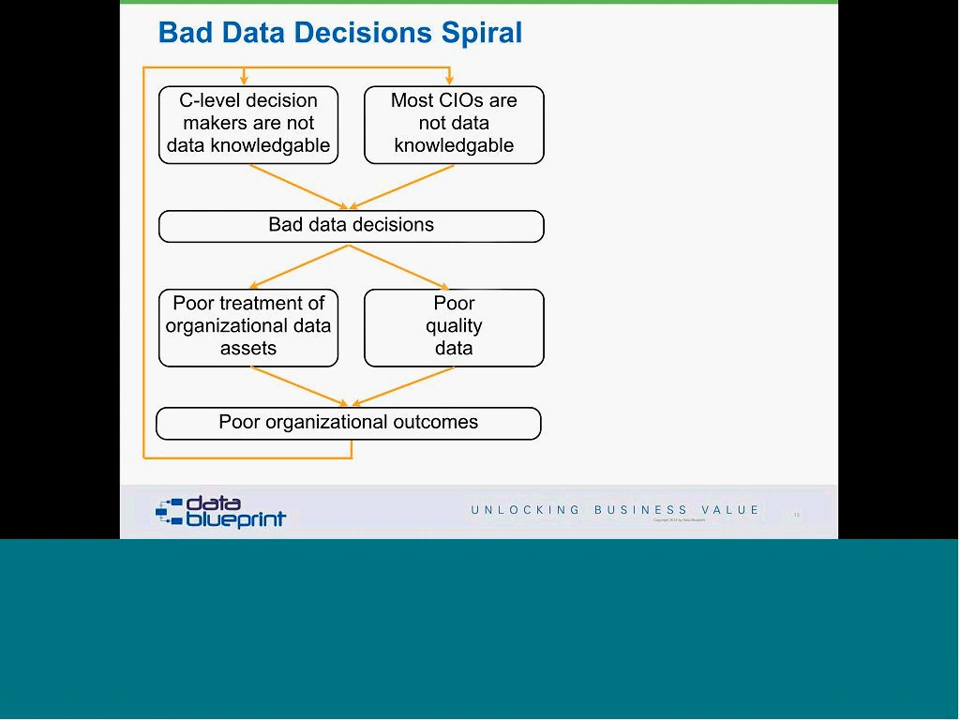 Bad Data Decisions Spiral
C-level decision
makers are not
data knowledgable
Most CIOs are
not data
knowledgable
Bad data decisions
Poor treatment of
organizational data
assets
Poor
quality
data
Poor organizational outcomes
data
blueprint
UNLOCKING BUSINESS VALUE